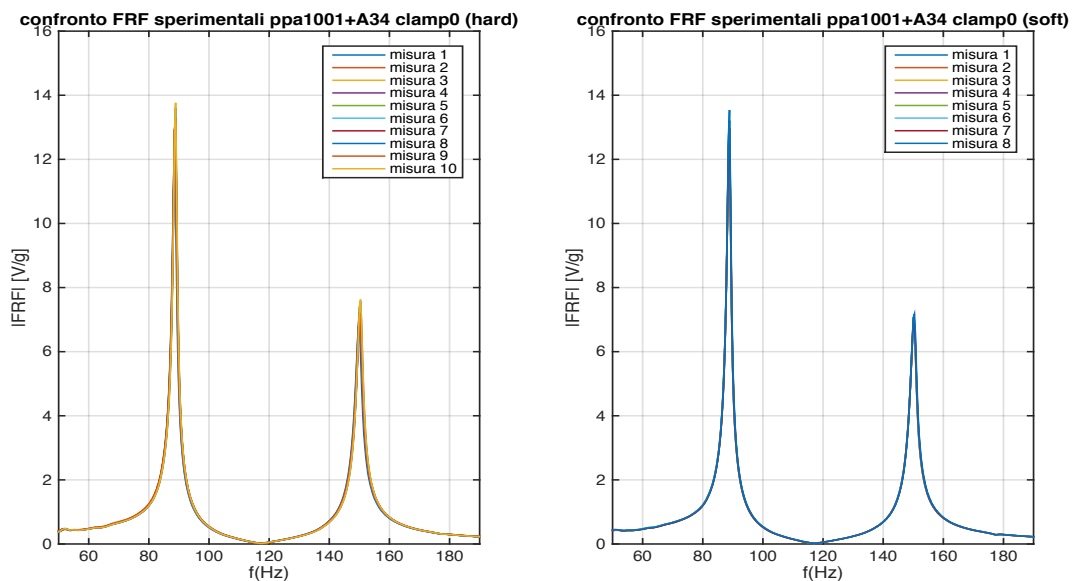 confronto FRF sperimentali ppa1001+A34 clamp0 (hard)
16
14
12
10
8
6
4
2
0
|FRF| [V/g]
misura 1
misura 2
misura 3
misura 4
misura 5
misura 6
misura 7
misura 8
misura 9
misura 10
60 80 100 120 140 160 180
f(Hz)
confronto FRF sperimentali ppa1001+A34 clamp0 (soft)
16
14
12
10
8
6
4
2
0
|FRF| [V/g]
misura 1
misura 2
misura 3
misura 4
misura 5
misura 6
misura 7
misura 8
60 80 100 120 140 160 180
f(Hz)